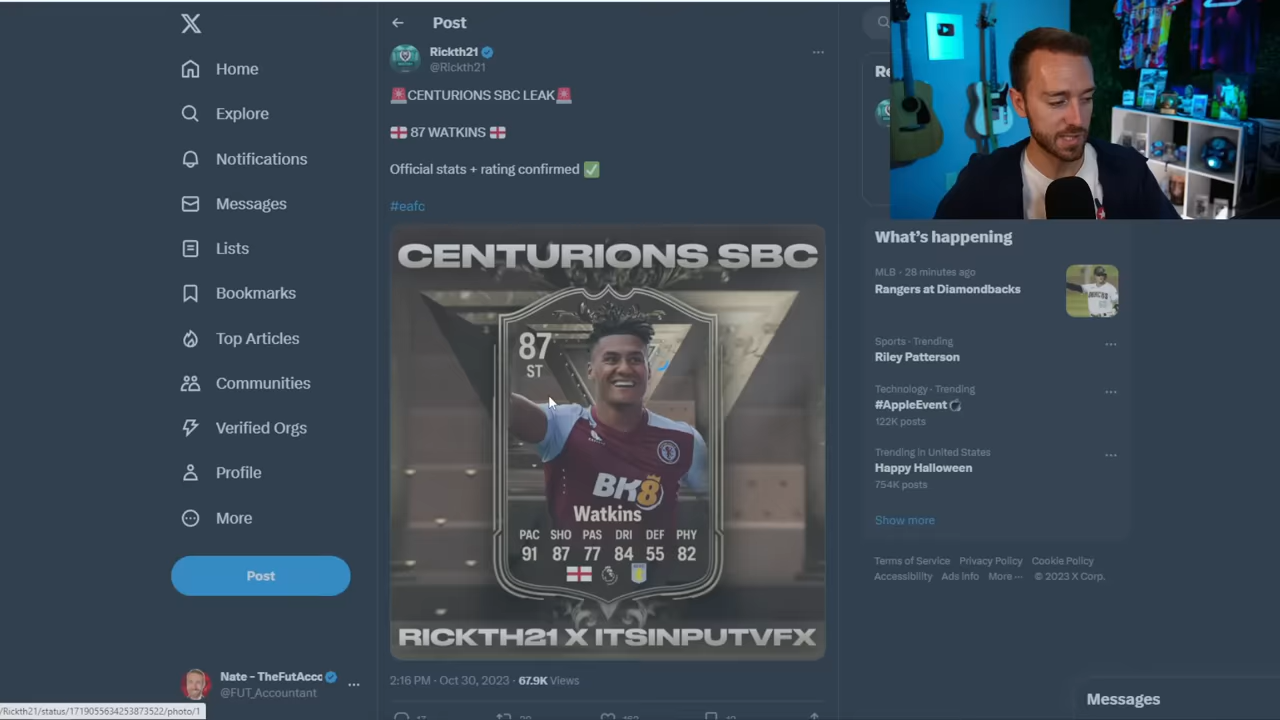 Home
Explore
Notifications
Messages
Lists
Bookmarks
Top Articles
Communities
Verified Orgs
Profile
More
Post
Nate - TheFutAccc
@FUT_Accountant
/Rickth21/status/1719055634253873522/photo/1
Post
Rickth21
@Rickth21
🚨CENTURIONS SBC LEAK🚨
🏴󠁧󠁢󠁥󠁮󠁧󠁿 87 WATKINS 🏴󠁧󠁢󠁥󠁮󠁧󠁿
Official stats + rating confirmed ✅
#eafc
CENTURIONS SBC
87
ST
BK8
Watkins
PAC SHO PAS DRI DEF PHY
91 87 77 84 55 82
RICKTH21 X ITSINPUTVFX
2:16 PM · Oct 30, 2023 · 67.9K Views
Re
What's happening
MLB · 28 minutes ago
Rangers at Diamondbacks
Sports · Trending
Riley Patterson
Technology · Trending
#AppleEvent
122K posts
Trending in United States
Happy Halloween
754K posts
Show more
Terms of Service Privacy Policy Cookie Policy
Accessibility Ads info More ··· © 2023 X Corp.
Messages